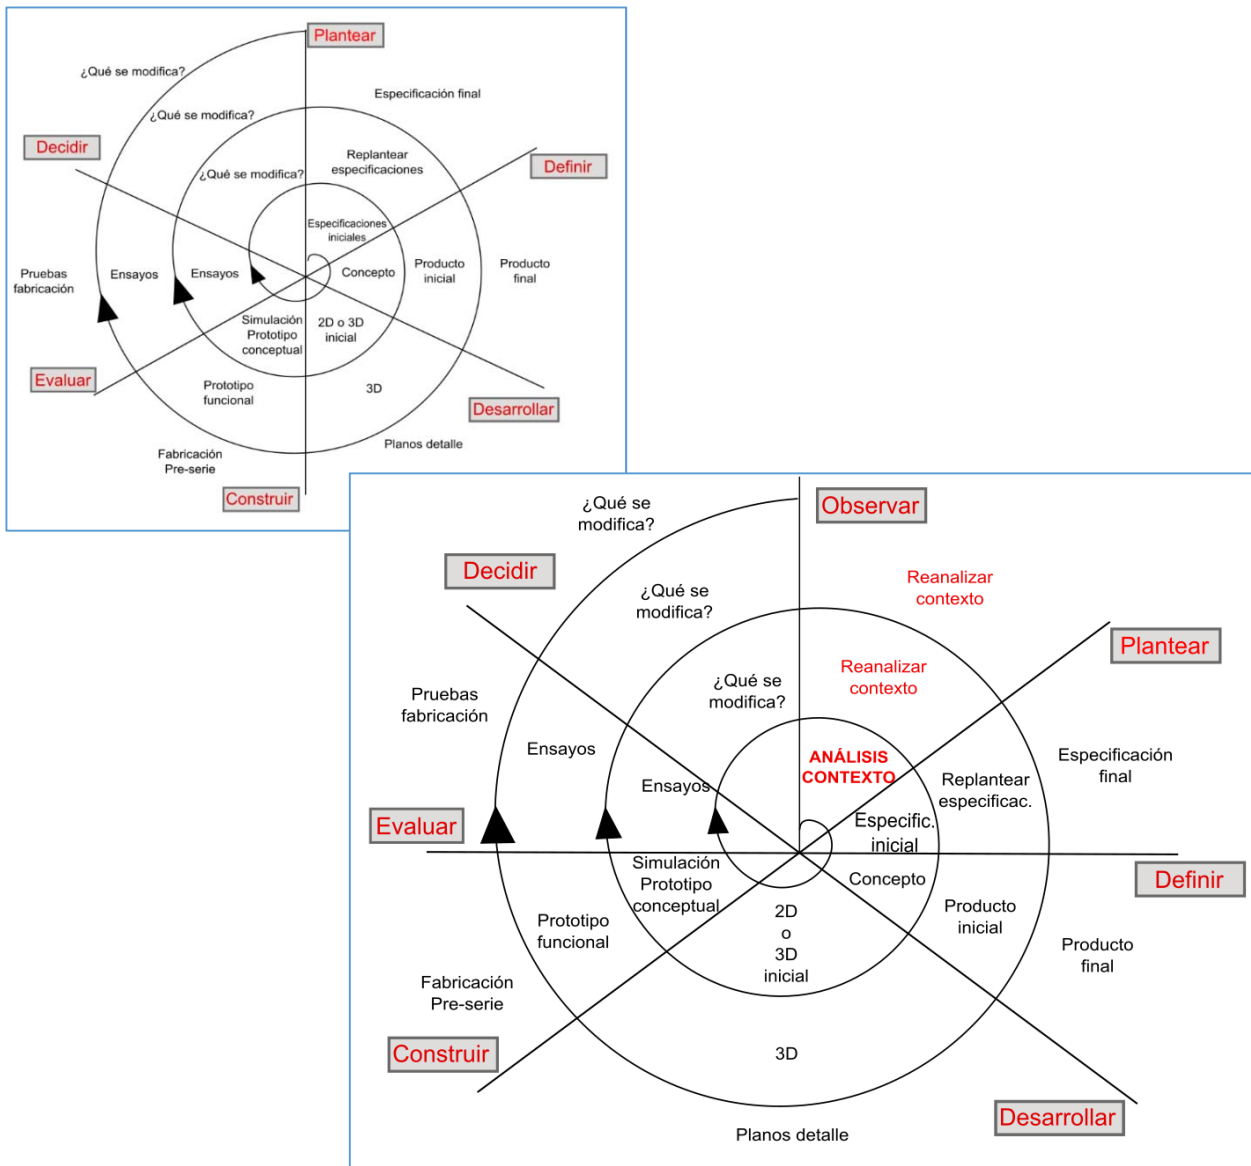 Plantear
¿Qué se modifica?
Especificación final
¿Qué se modifica?
Decidir
Replantear
especificaciones
Definir
¿Qué se modifica?
Especificaciones
iniciales
Pruebas
fabricación
Ensayos
Ensayos
Concepto
Producto
inicial
Producto
final
Simulación
Prototipo
conceptual
2D o 3D
inicial
Evaluar
Prototipo
funcional
3D
Desarrollar
Planos detalle
Fabricación
Pre-serie
Construir
¿Qué se
modifica?
Observar
Decidir
Reanalizar
contexto
¿Qué se
modifica?
Plantear
Reanalizar
contexto
¿Qué se
modifica?
Pruebas
fabricación
Ensayos
ANÁLISIS
CONTEXTO
Especificación
final
Replantear
especificac.
Ensayos
Evaluar
Especific.
inicial
Simulación
Prototipo
conceptual
Concepto
Definir
Prototipo
funcional
2D
o
3D
inicial
Producto
inicial
Producto
final
Fabricación
Pre-serie
Construir
3D
Desarrollar
Planos detalle